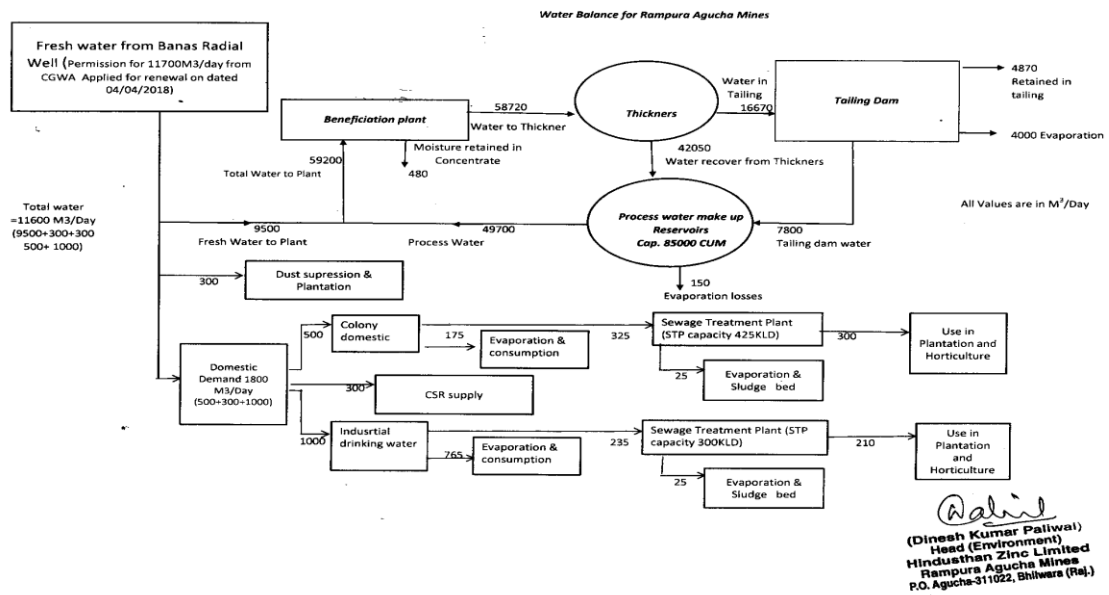 Water Balance for Rampura Agucha Mines
Fresh water from Banas Radial
Well (Permission for 11700M3/day from
CGWA Applied for renewal on dated
04/04/2018)
Beneficiation plant
58720
Water to Thickner
Thickners
Water in
Tailing
16670
Tailing Dam
4870
Retained in
tailing
4000 Evaporation
Moisture retained in
Concentrate
480
59200
Total Water to Plant
42050
Water recover from Thickners
Total water
=11600 M3/Day
(9500+300+300
500+ 1000)
All Values are in M³/Day
9500
Fresh Water to Plant
49700
Process Water
Process water make up
Reservoirs
Cap. 85000 CUM
7800
Tailing dam water
300
Dust supression &
Plantation
150
Evaporation losses
Domestic
Demand 1800
M3/Day
(500+300+1000)
500
Colony
domestic
175
Evaporation &
consumption
325
Sewage Treatment Plant
(STP capacity 425KLD)
300
Use in
Plantation and
Horticulture
25
Evaporation &
Sludge bed
300
CSR supply
1000
Indusrtial
drinking water
765
Evaporation &
consumption
235
Sewage Treatment Plant (STP
capacity 300KLD)
210
Use in
Plantation
and
Horticulture
25
Evaporation &
Sludge bed
(Dinesh Kumar Paliwal)
Head (Environment)
Hindusthan Zinc Limited
Rampura Agucha Mines
P.O. Agucha-311022, Bhilwara (Raj.)